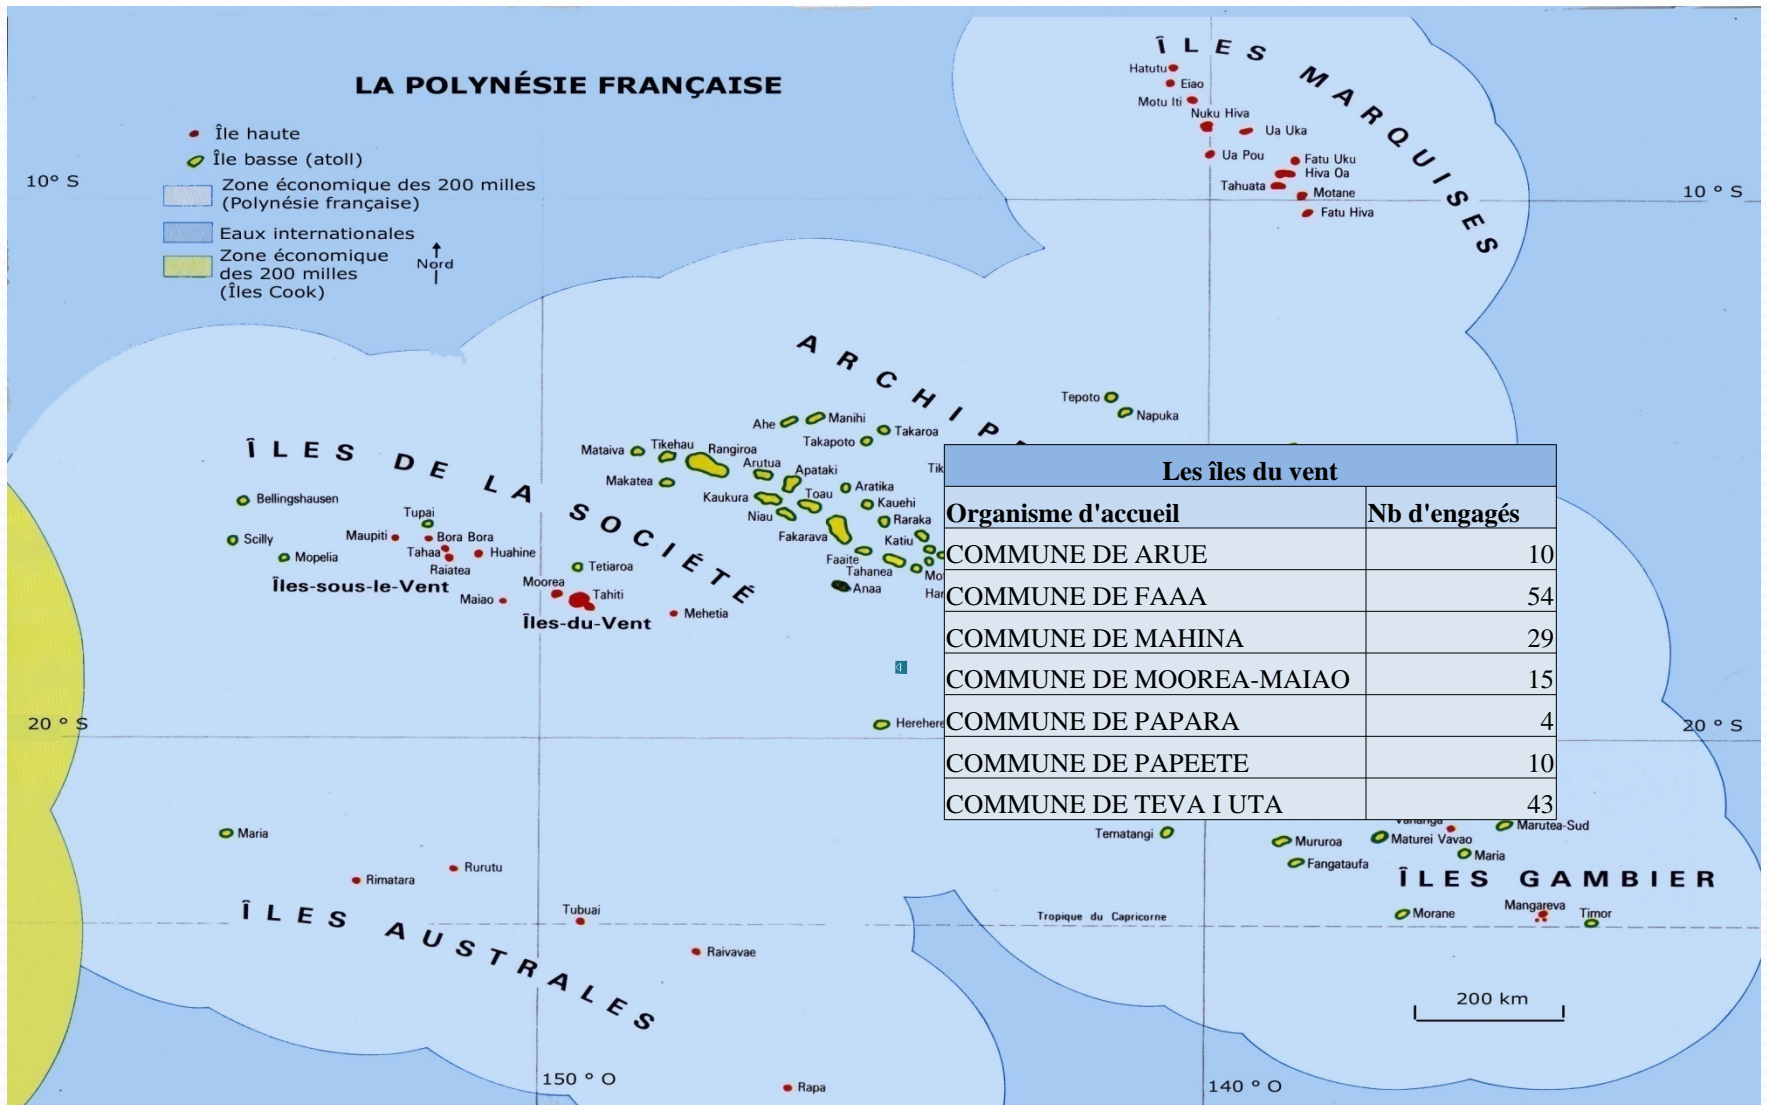 LA POLYNÉSIE FRANÇAISE
Île haute
Île basse (atoll)
Zone économique des 200 milles
(Polynésie française)
Eaux internationales
Zone économique
des 200 milles
(Îles Cook)
Nord
10° S
10 ° S
ÎLES MARQUISES
Hatutu
Eiao
Motu Iti
Nuku Hiva
Ua Uka
Ua Pou
Fatu Uku
Hiva Oa
Tahuata
Motane
Fatu Hiva
ARCHIP
Tepoto
Napuka
Ahe
Manihi
Takapoto
Takaroa
Mataiva
Tikehau
Rangiroa
Makatea
Arutua
Apataki
Tik
Kaukura
Toau
Aratika
Kauehi
Niau
Raraka
Fakarava
Katiu
Faaite
Tahanea
Mo
Anaa
Har
ÎLES DE LA SOCIÉTÉ
Bellingshausen
Scilly
Mopelia
Tupai
Maupiti
Bora Bora
Tahaa
Huahine
Raiatea
Îles-sous-le-Vent
Tetiaroa
Moorea
Tahiti
Maiao
Mehetia
Îles-du-Vent
Les îles du vent
Organisme d'accueil Nb d'engagés
COMMUNE DE ARUE 10
COMMUNE DE FAAA 54
COMMUNE DE MAHINA 29
COMMUNE DE MOOREA-MAIAO 15
COMMUNE DE PAPARA 4
COMMUNE DE PAPEETE 10
COMMUNE DE TEVA I UTA 43
20 ° S
Herehere
20 ° S
Maria
Rurutu
Rimatara
Tubuai
Raivavae
Rapa
ÎLES AUSTRALES
Tematangi
Mururoa
Fangataufa
Maturei Vavao
Marutea-Sud
Maria
ÎLES GAMBIER
Morane
Mangareva
Timor
Tropique du Capricorne
200 km
150 ° O
140 ° O